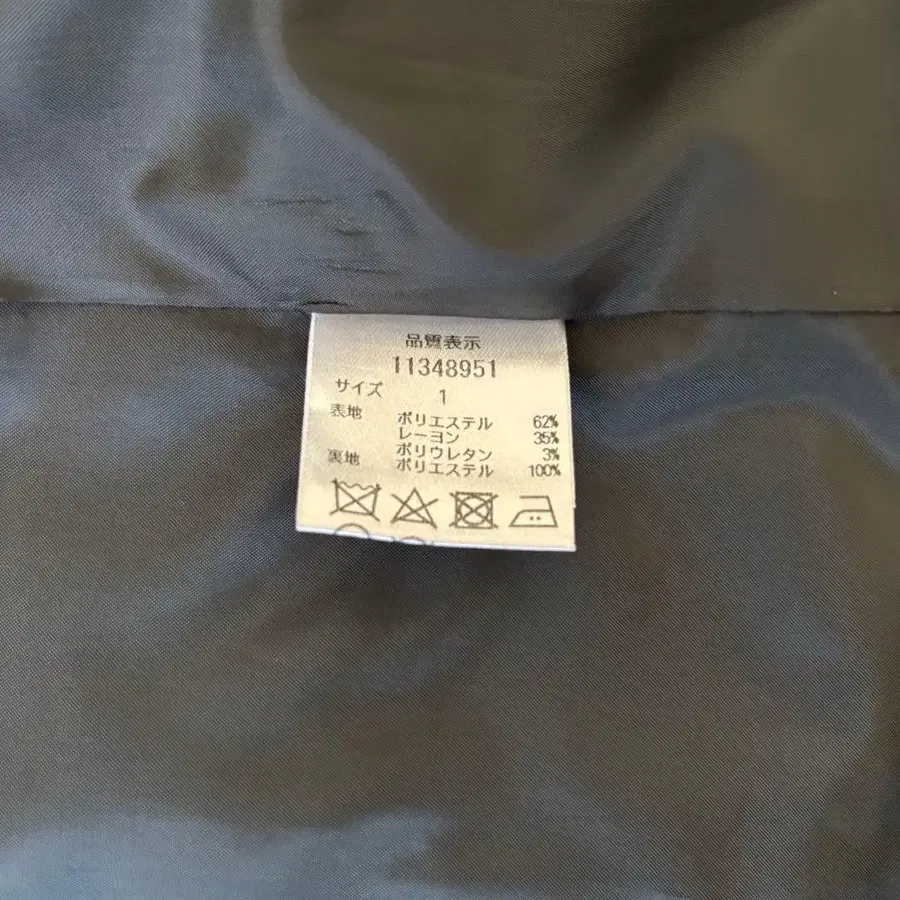 品質表示
11348951
サイズ 1
表地 ポリエステル 62%
レーヨン 35%
ポリウレタン 3%
裏地 ポリエステル 100%